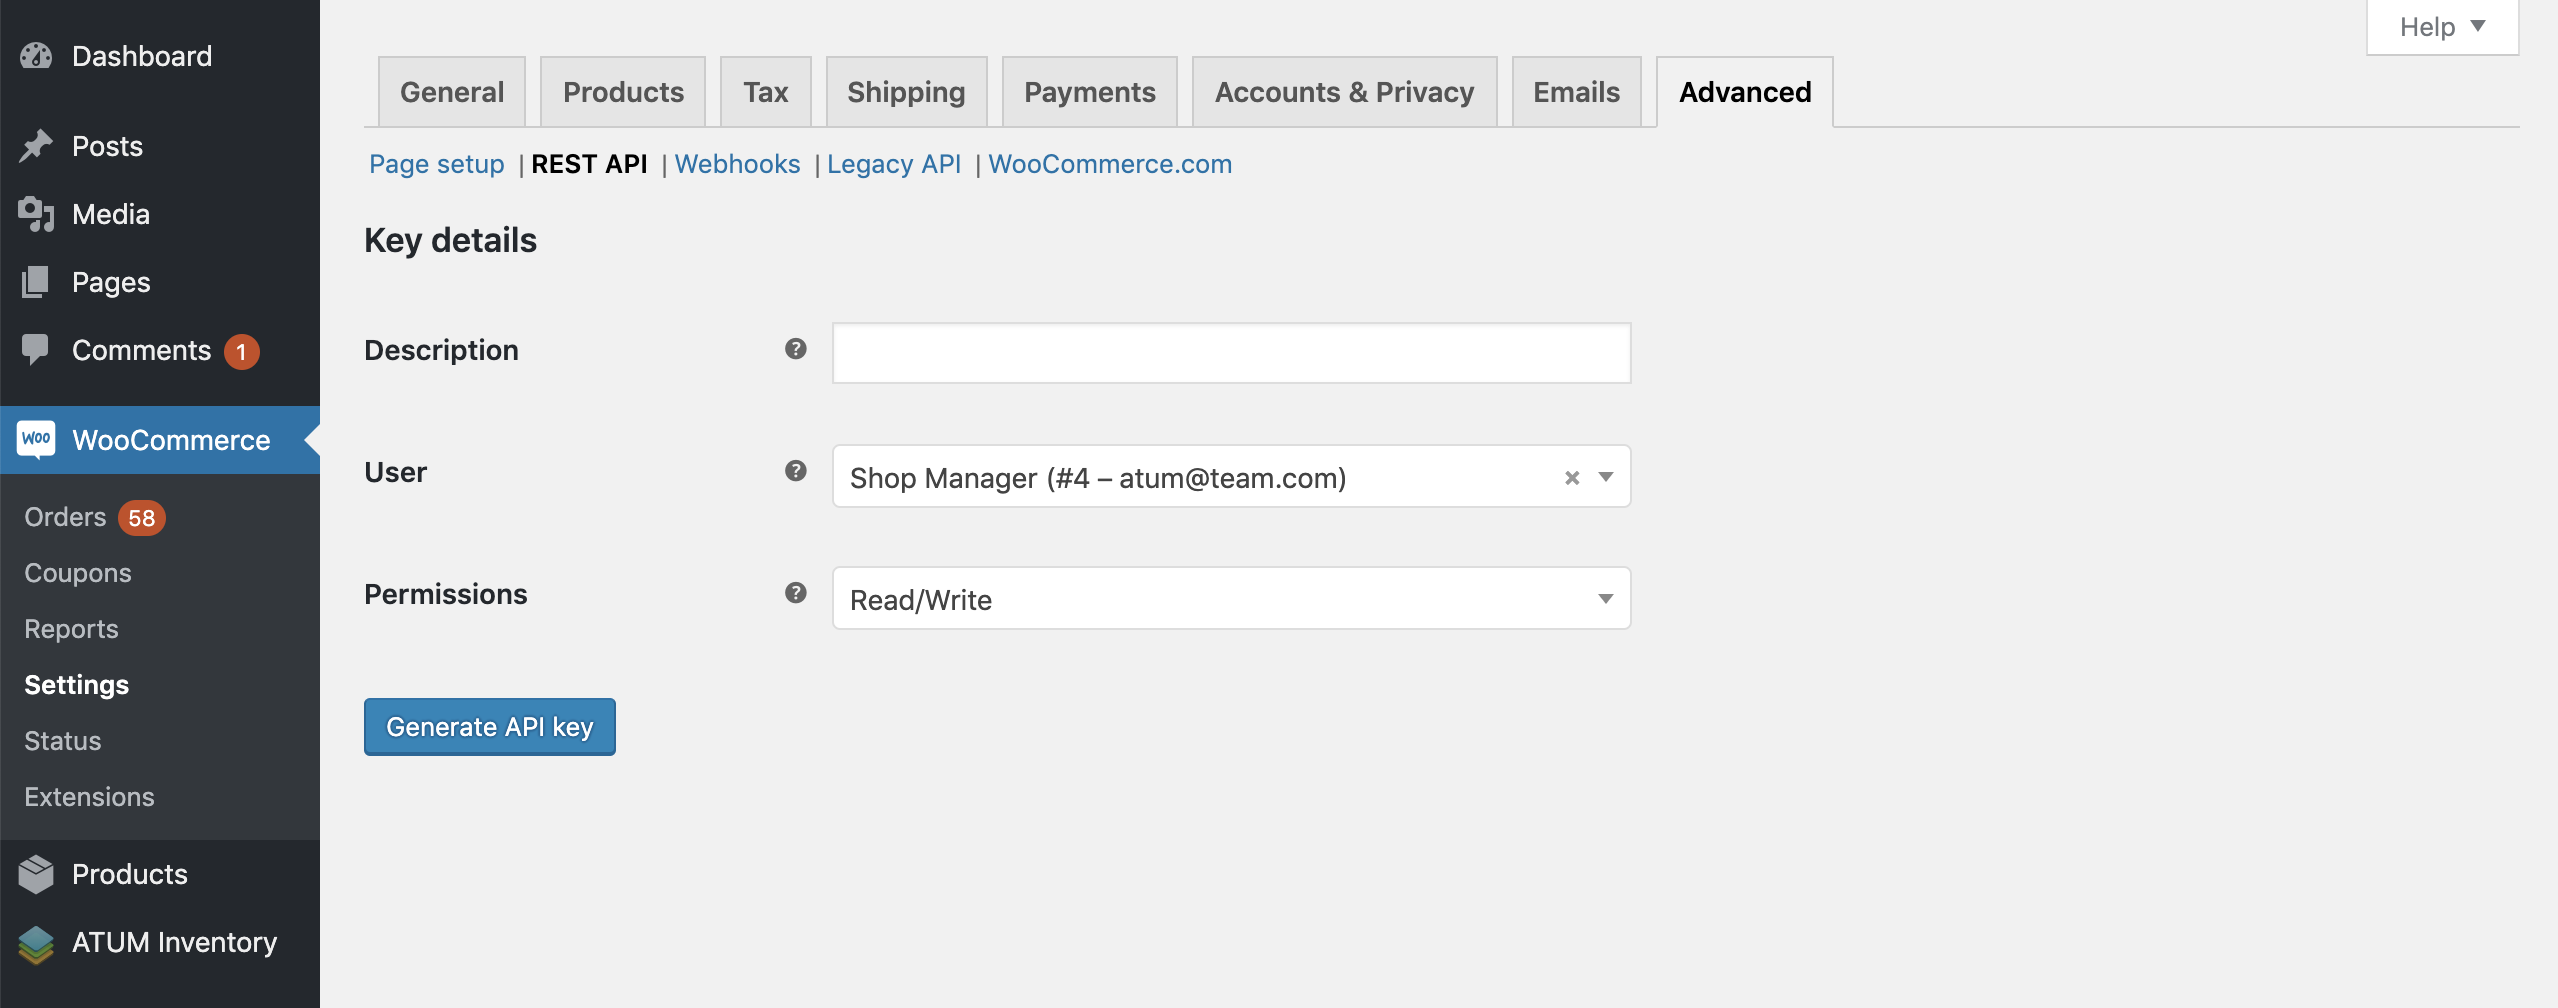 Dashboard
Posts
Media
Pages
Comments 1
Woo WooCommerce
Orders 58
Coupons
Reports
Settings
Status
Extensions
Products
ATUM Inventory
Help
General Products Tax Shipping Payments Accounts & Privacy Emails Advanced
Page setup | REST API | Webhooks | Legacy API | WooCommerce.com
Key details
Description ?
User ? Shop Manager (#4 – atum@team.com) ×
Permissions ? Read/Write
Generate API key